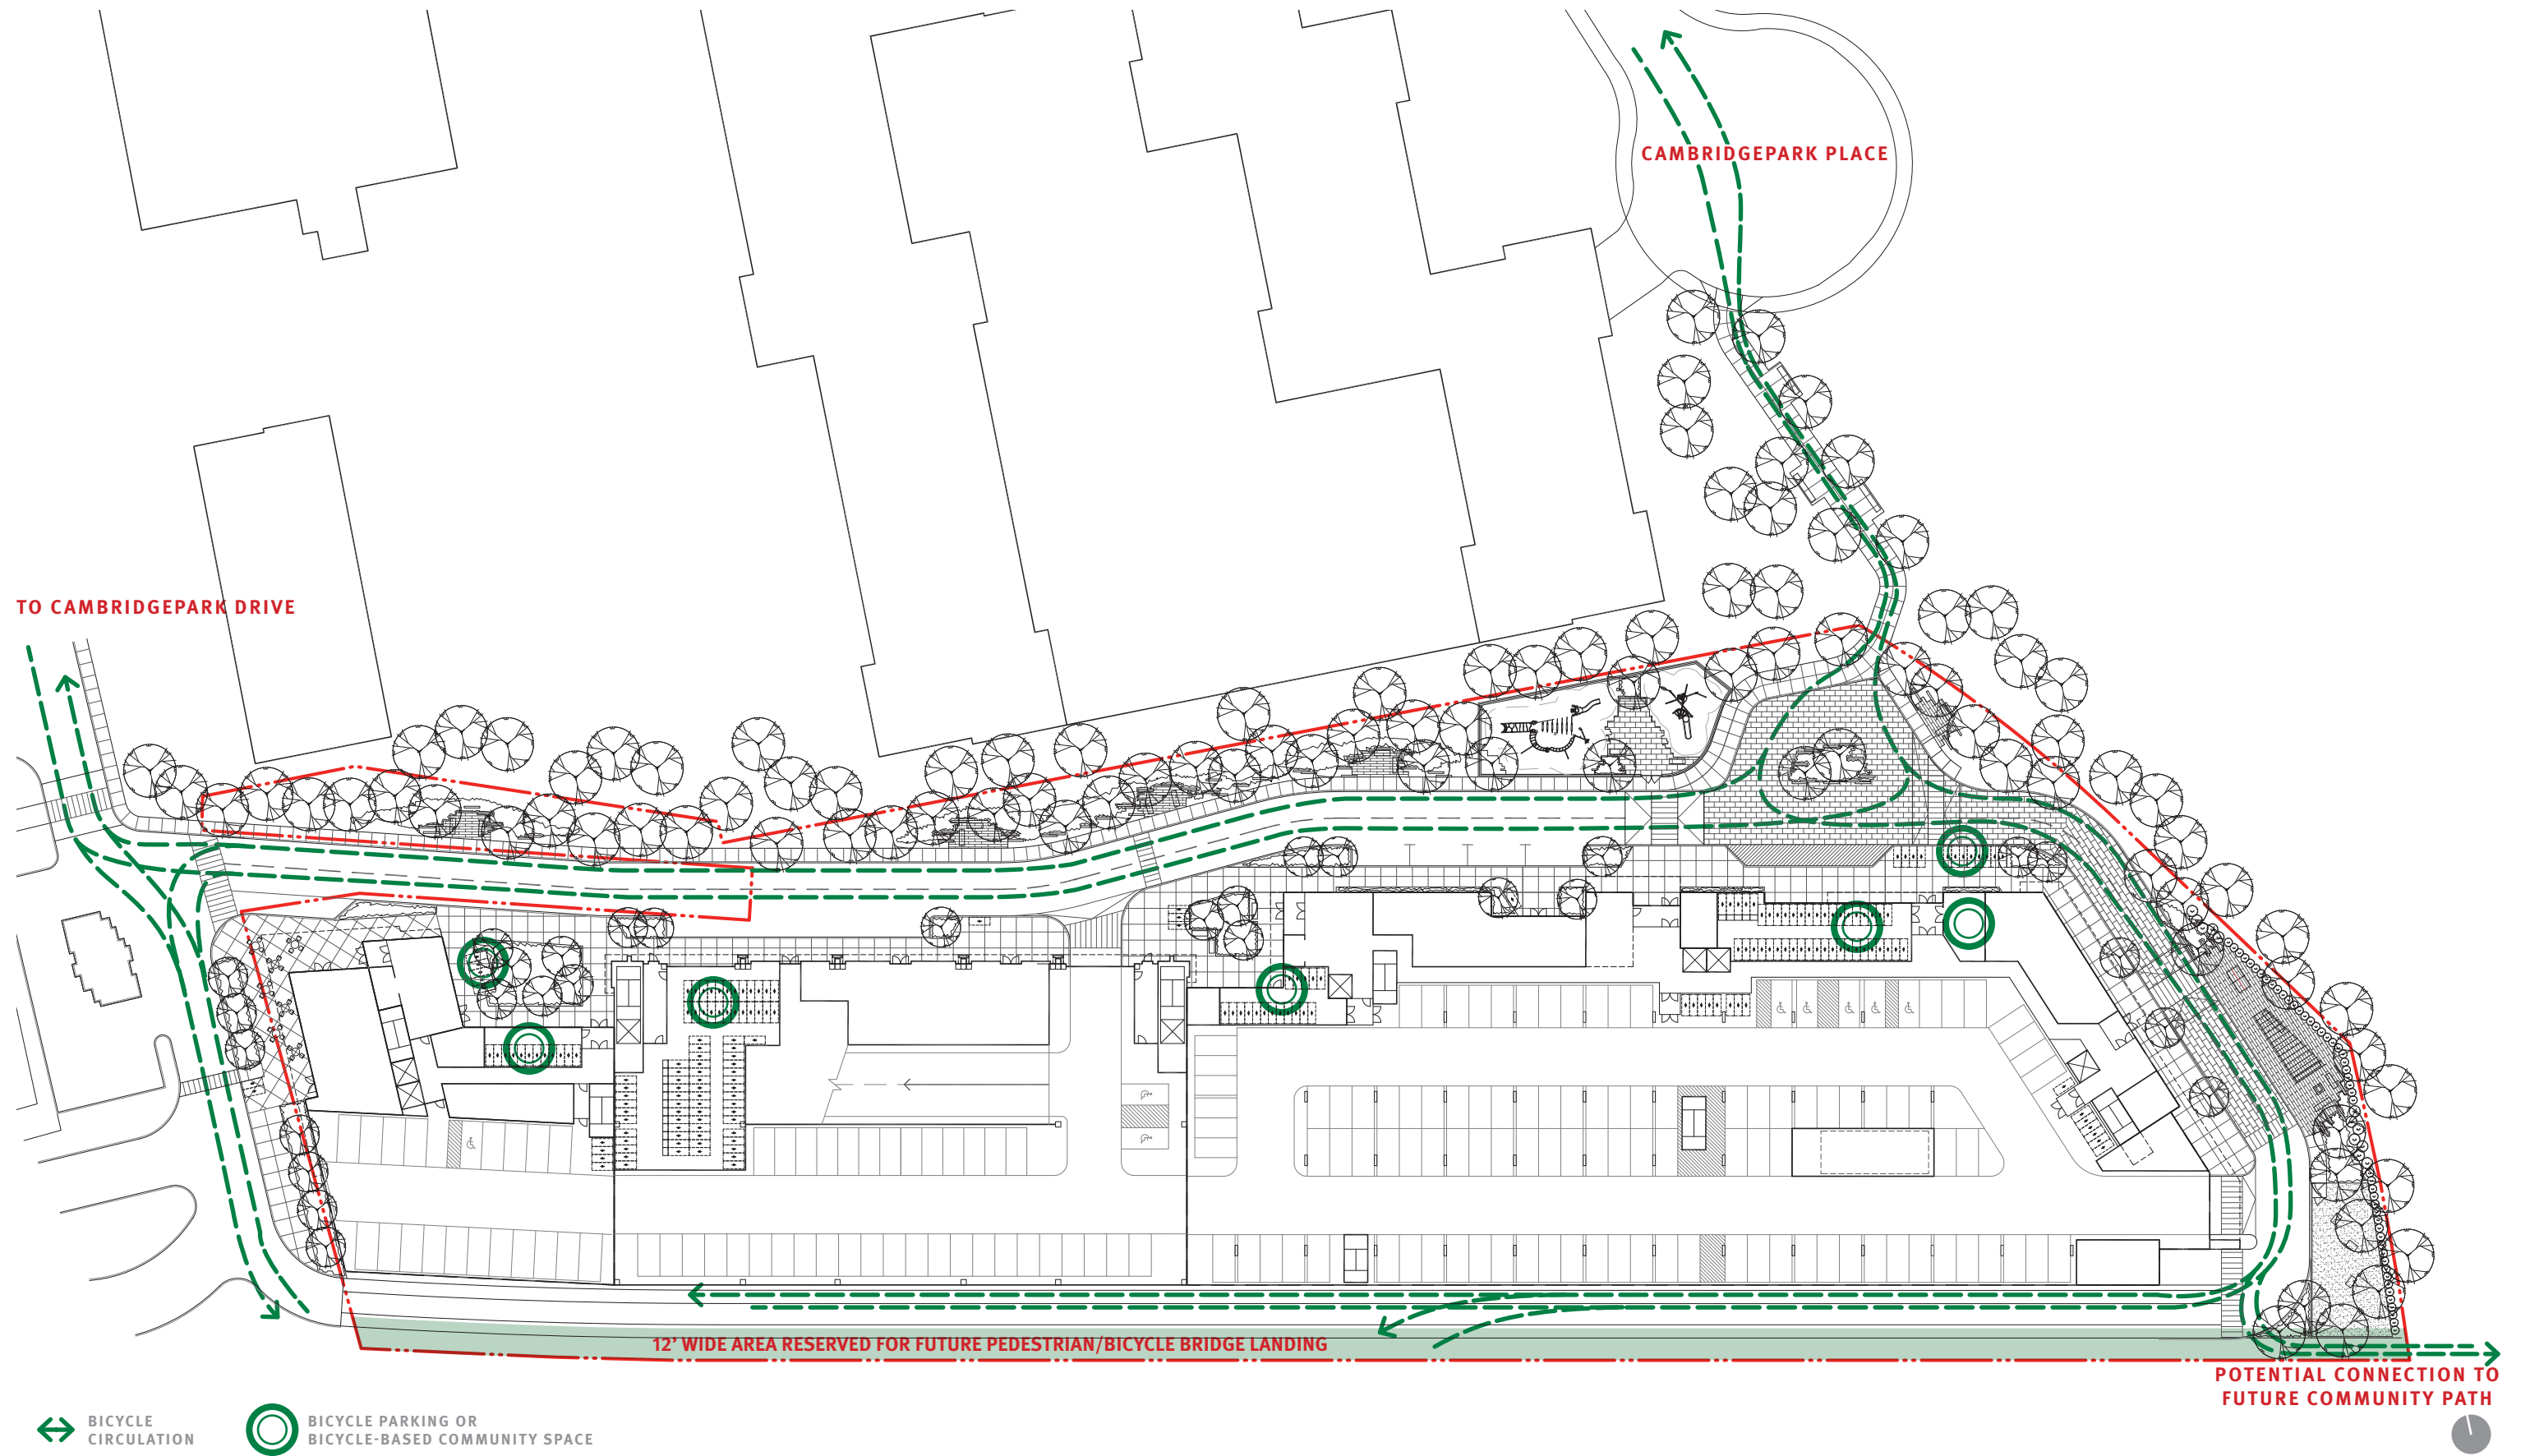 CAMBRIDGEPARK PLACE
TO CAMBRIDGEPARK DRIVE
12' WIDE AREA RESERVED FOR FUTURE PEDESTRIAN/BICYCLE BRIDGE LANDING
POTENTIAL CONNECTION TO
FUTURE COMMUNITY PATH
BICYCLE
CIRCULATION
BICYCLE PARKING OR
BICYCLE-BASED COMMUNITY SPACE